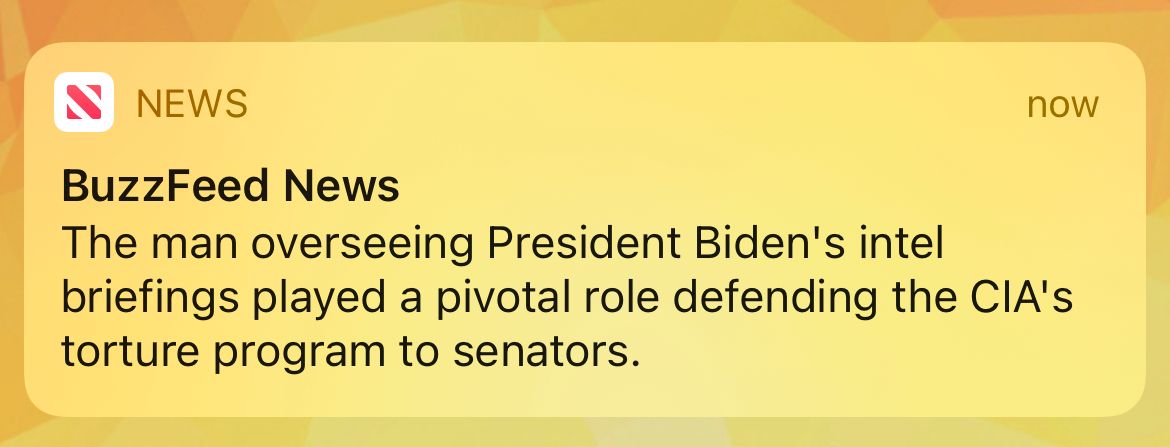 NEWS
now
BuzzFeed News
The man overseeing President Biden's intel
briefings played a pivotal role defending the CIA's
torture program to senators.